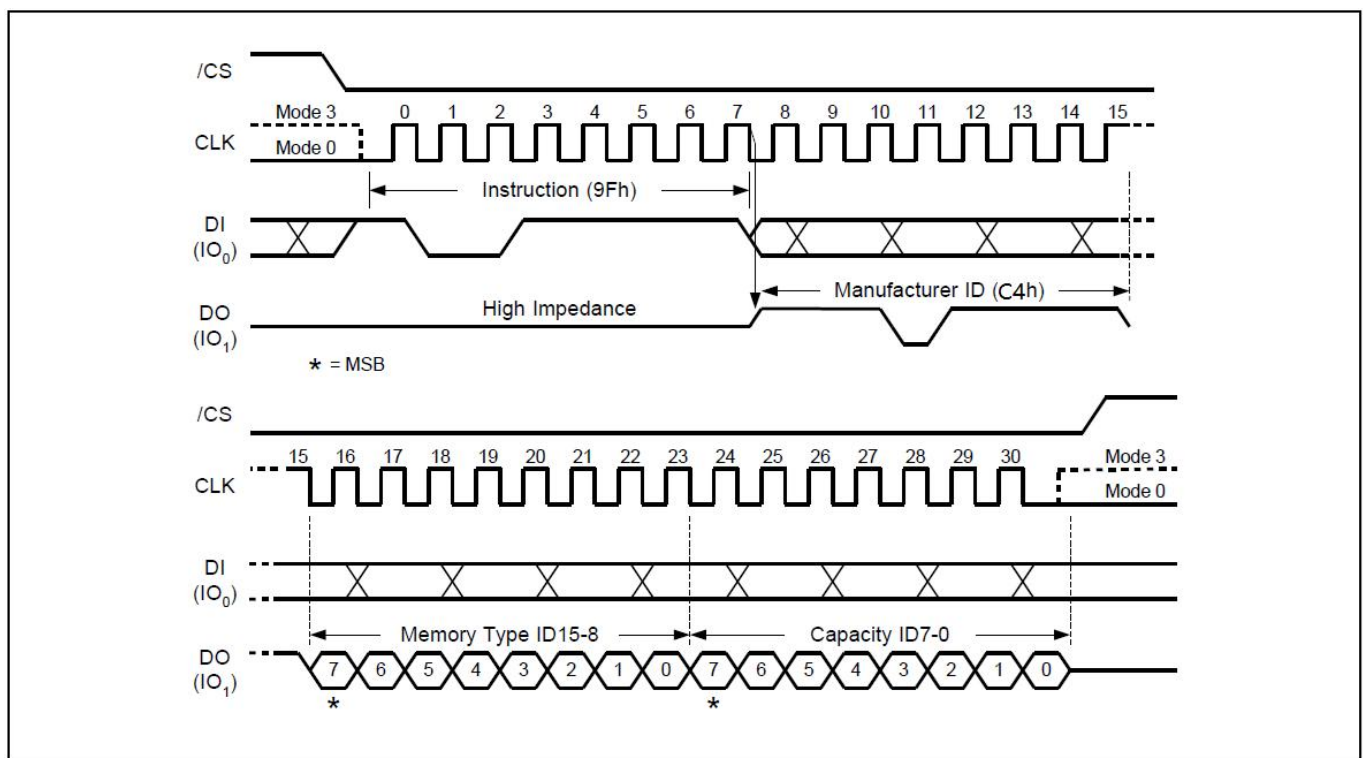 /CS
Mode 3
0 1 2 3 4 5 6 7 8 9 10 11 12 13 14 15
CLK
Mode 0
Instruction (9Fh)
DI
(IO0)
Manufacturer ID (C4h)
High Impedance
DO
(IO1)
* = MSB
/CS
15 16 17 18 19 20 21 22 23 24 25 26 27 28 29 30
Mode 3
CLK
Mode 0
DI
(IO0)
Memory Type ID15-8
Capacity ID7-0
DO
(IO1)
7 6 5 4 3 2 1 0 7 6 5 4 3 2 1 0
* *